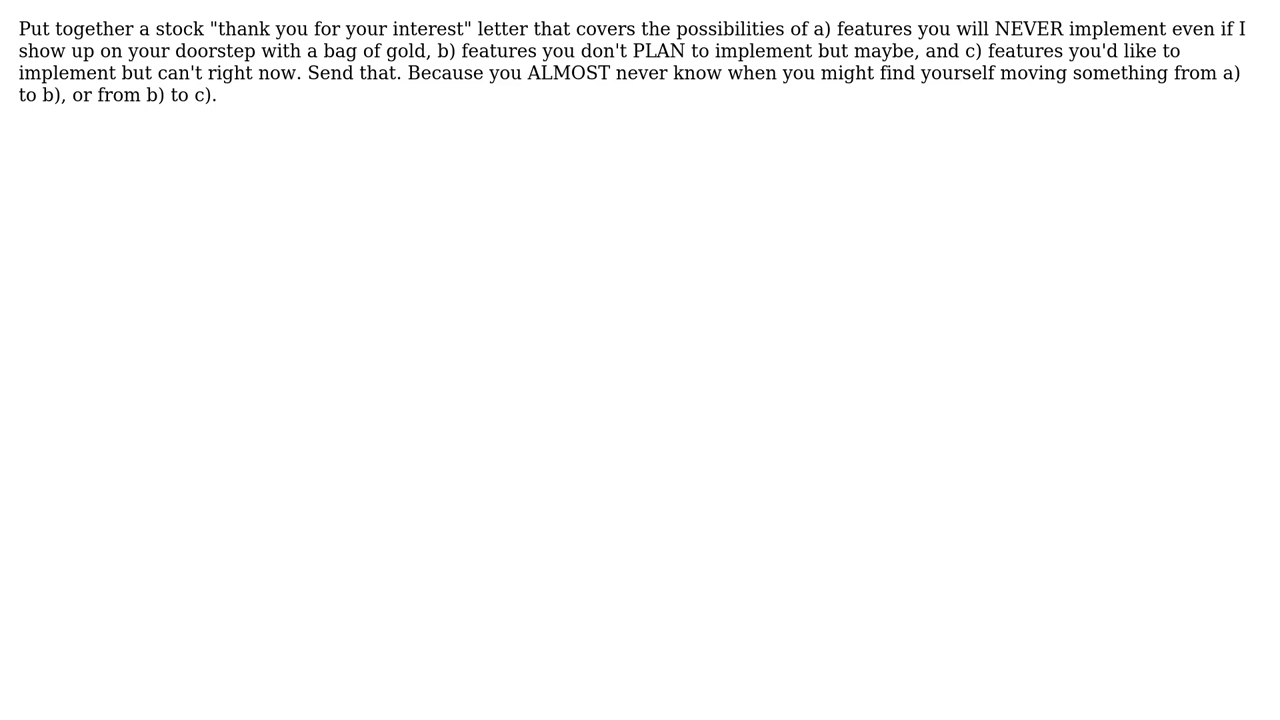 Put together a stock "thank you for your interest" letter that covers the possibilities of a) features you will NEVER implement even if I
show up on your doorstep with a bag of gold, b) features you don't PLAN to implement but maybe, and c) features you'd like to
implement but can't right now. Send that. Because you ALMOST never know when you might find yourself moving something from a)
to b), or from b) to c).